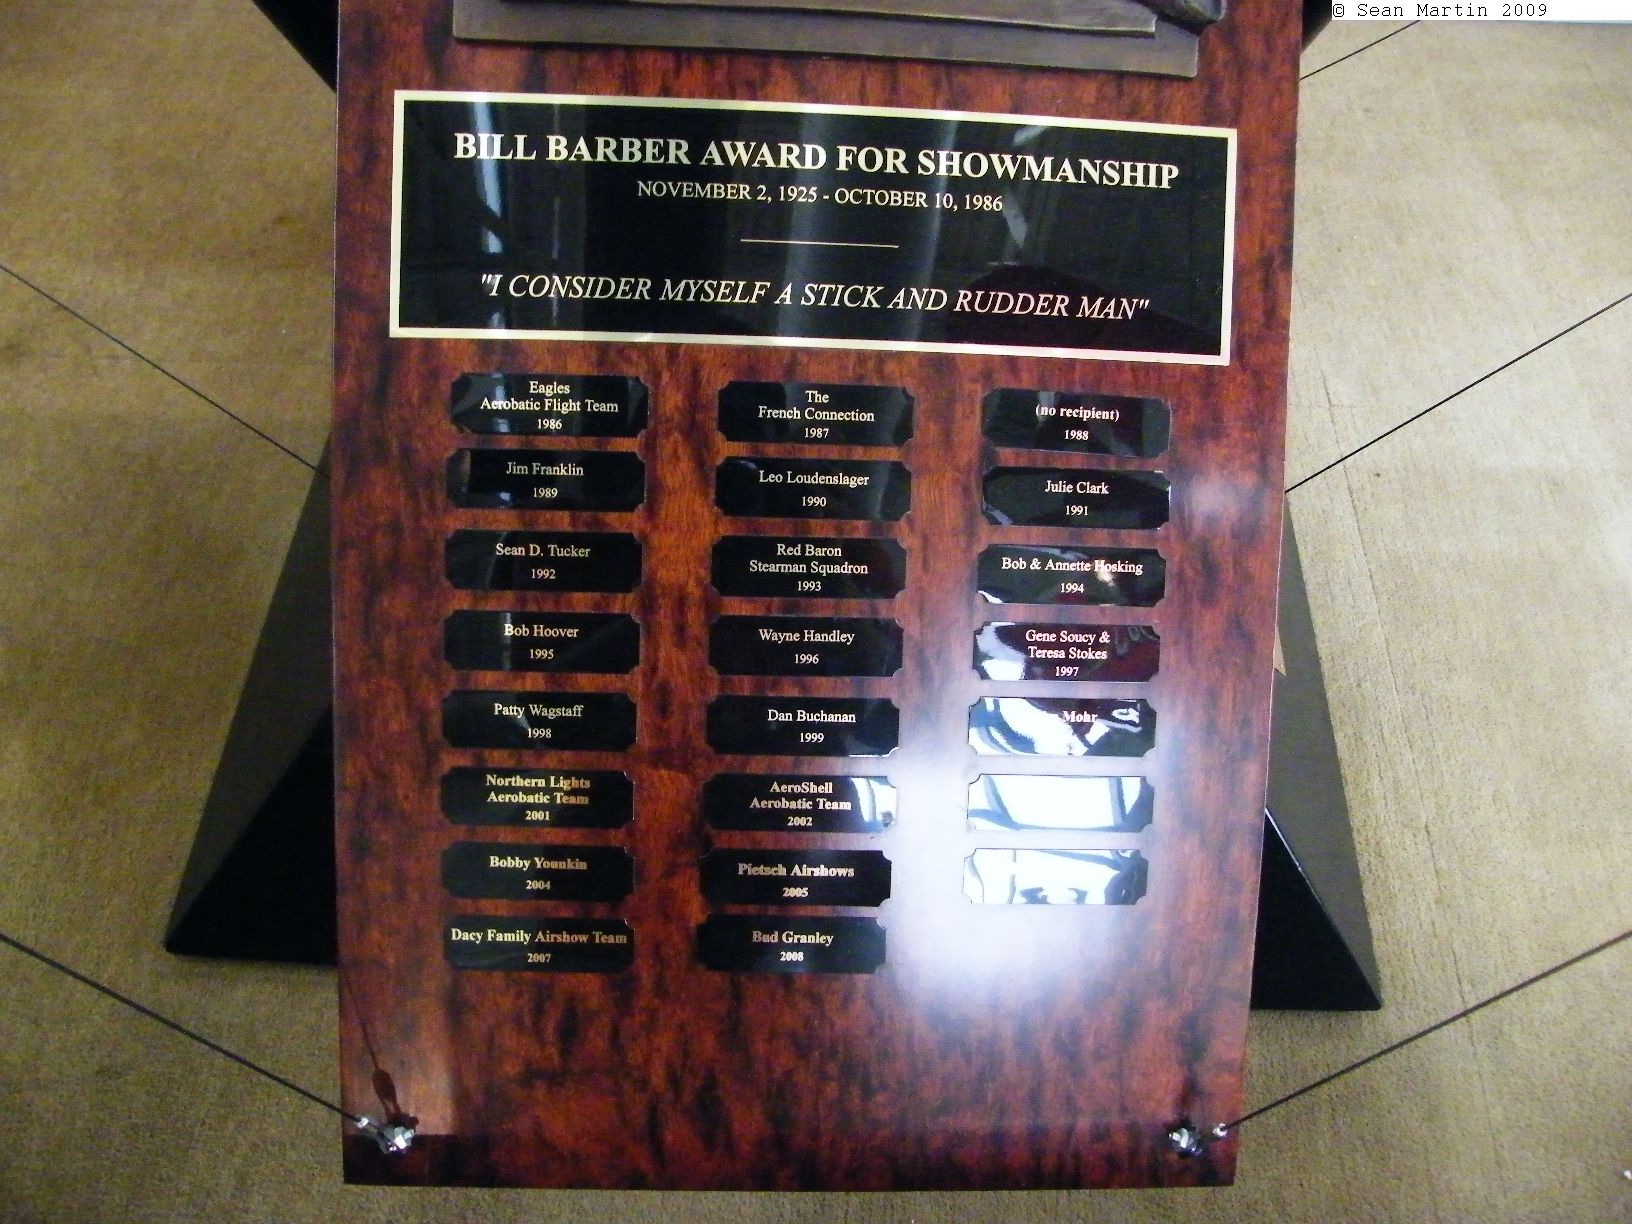 © Sean Martin 2009
BILL BARBER AWARD FOR SHOWMANSHIP
NOVEMBER 2, 1925 - OCTOBER 10, 1986
"I CONSIDER MYSELF A STICK AND RUDDER MAN"
Eagles
Aerobatic Flight Team
1986
The
French Connection
1987
(no recipient)
1988
Jim Franklin
1989
Leo Loudenslager
1990
Julie Clark
1991
Sean D. Tucker
1992
Red Baron
Stearman Squadron
1993
Bob & Annette Hosking
1994
Bob Hoover
1995
Wayne Handley
1996
Gene Soucy &
Teresa Stokes
1997
Patty Wagstaff
1998
Dan Buchanan
1999
Mohr
Northern Lights
Aerobatic Team
2001
AeroShell
Aerobatic Team
2002
Bobby Younkin
2004
Pietsch Airshows
2005
Dacy Family Airshow Team
2007
Bud Granley
2008